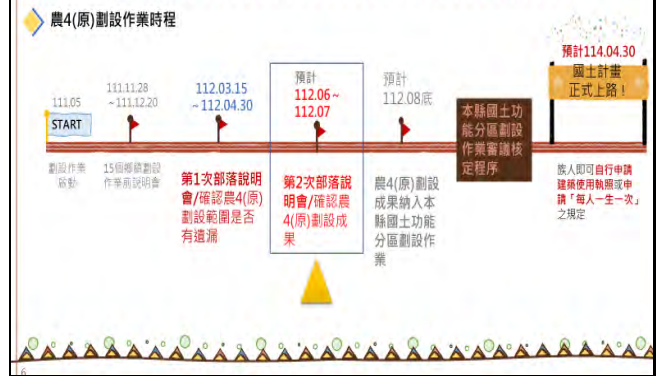 農4(原)劃設作業時程
預計114.04.30
國土計畫
正式上路！
111.05
START
劃設作業
啟動
111.11.28
~111.12.20
15個鄉鎮劃設
作業前說明會
112.03.15
~112.04.30
第1次部落說明
會/確認農4(原)
劃設範圍是否
有遺漏
預計
112.06~
112.07
第2次部落說
明會/確認農
4(原)劃設成
果
預計
112.08底
農4(原)劃設
成果納入本
縣國土功能
分區劃設作
業
本縣國土功
能分區劃設
作業審議核
定程序
族人即可自行申請
建築使用執照或申
請「每人一生一次」
之規定
6